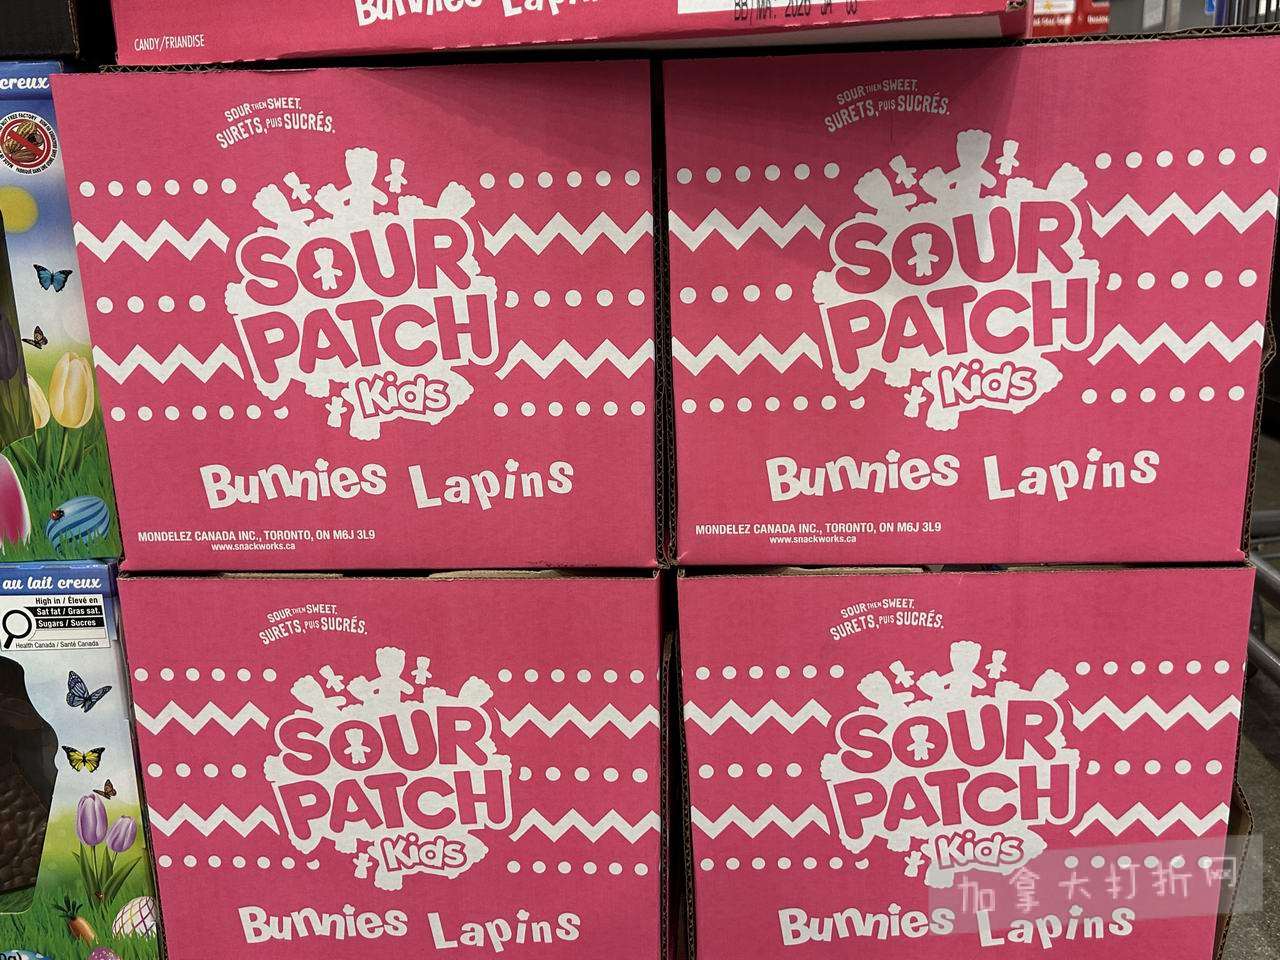 Bunnies
CANDY/FRIANDISE
creux
SOUR THEN SWEET.
SURETS, PUIS SUCRÉS.
SOUR
PATCH
Kids
Bunnies Lapins
MONDELEZ CANADA INC., TORONTO, ON M6J 3L9
www.snackworks.ca
SOUR THEN SWEET.
SURETS, PUIS SUCRÉS.
SOUR
PATCH
Kids
Bunnies Lapins
MONDELEZ CANADA INC., TORONTO, ON M6J 3L9
www.snackworks.ca
au lait creux
High in / Élevé en
Sat fat / Gras sat.
Sugars / Sucres
Health Canada / Santé Canada
SOUR THEN SWEET.
SURETS, PUIS SUCRÉS.
SOUR
PATCH
Kids
Bunnies Lapins
SOUR THEN SWEET.
SURETS, PUIS SUCRÉS.
SOUR
PATCH
Kids
Bunnies Lapins
加拿大打折网